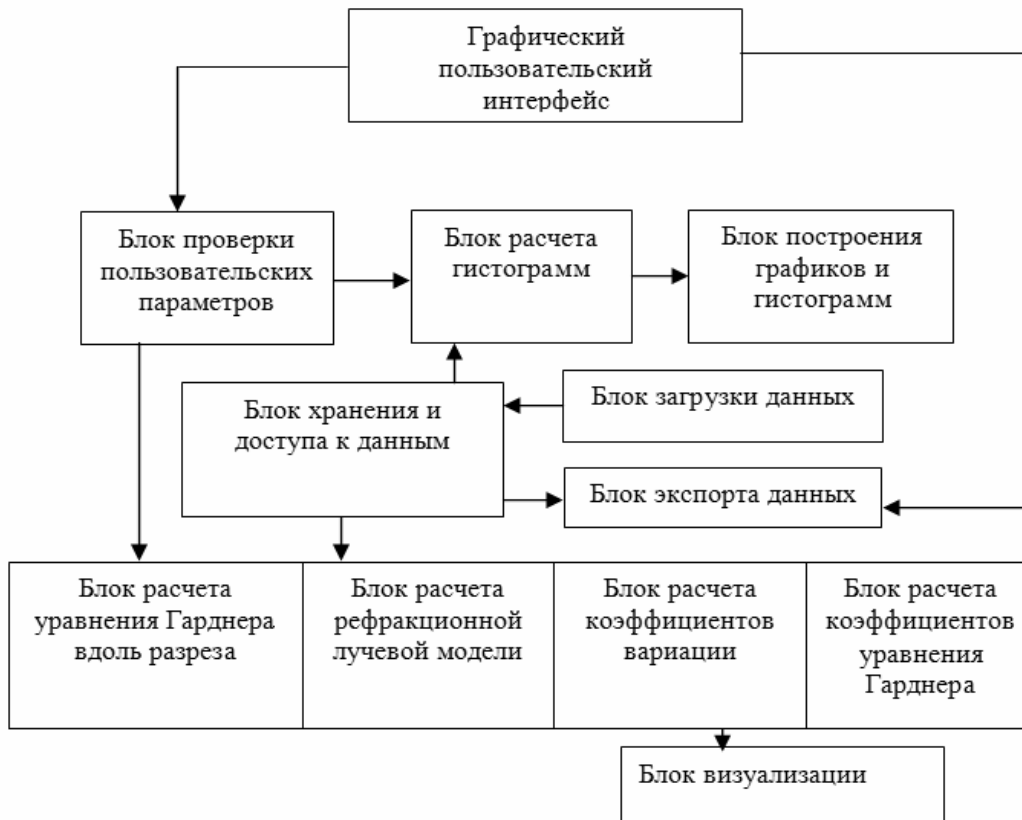 Графический
пользовательский
интерфейс
Блок проверки
пользовательских
параметров
Блок расчета
гистограмм
Блок построения
графиков и
гистограмм
Блок хранения и
доступа к данным
Блок загрузки данных
Блок экспорта данных
Блок расчета
уравнения Гарднера
вдоль разреза
Блок расчета
рефракционной
лучевой модели
Блок расчета
коэффициентов
вариации
Блок расчета
коэффициентов
уравнения
Гарднера
Блок визуализации